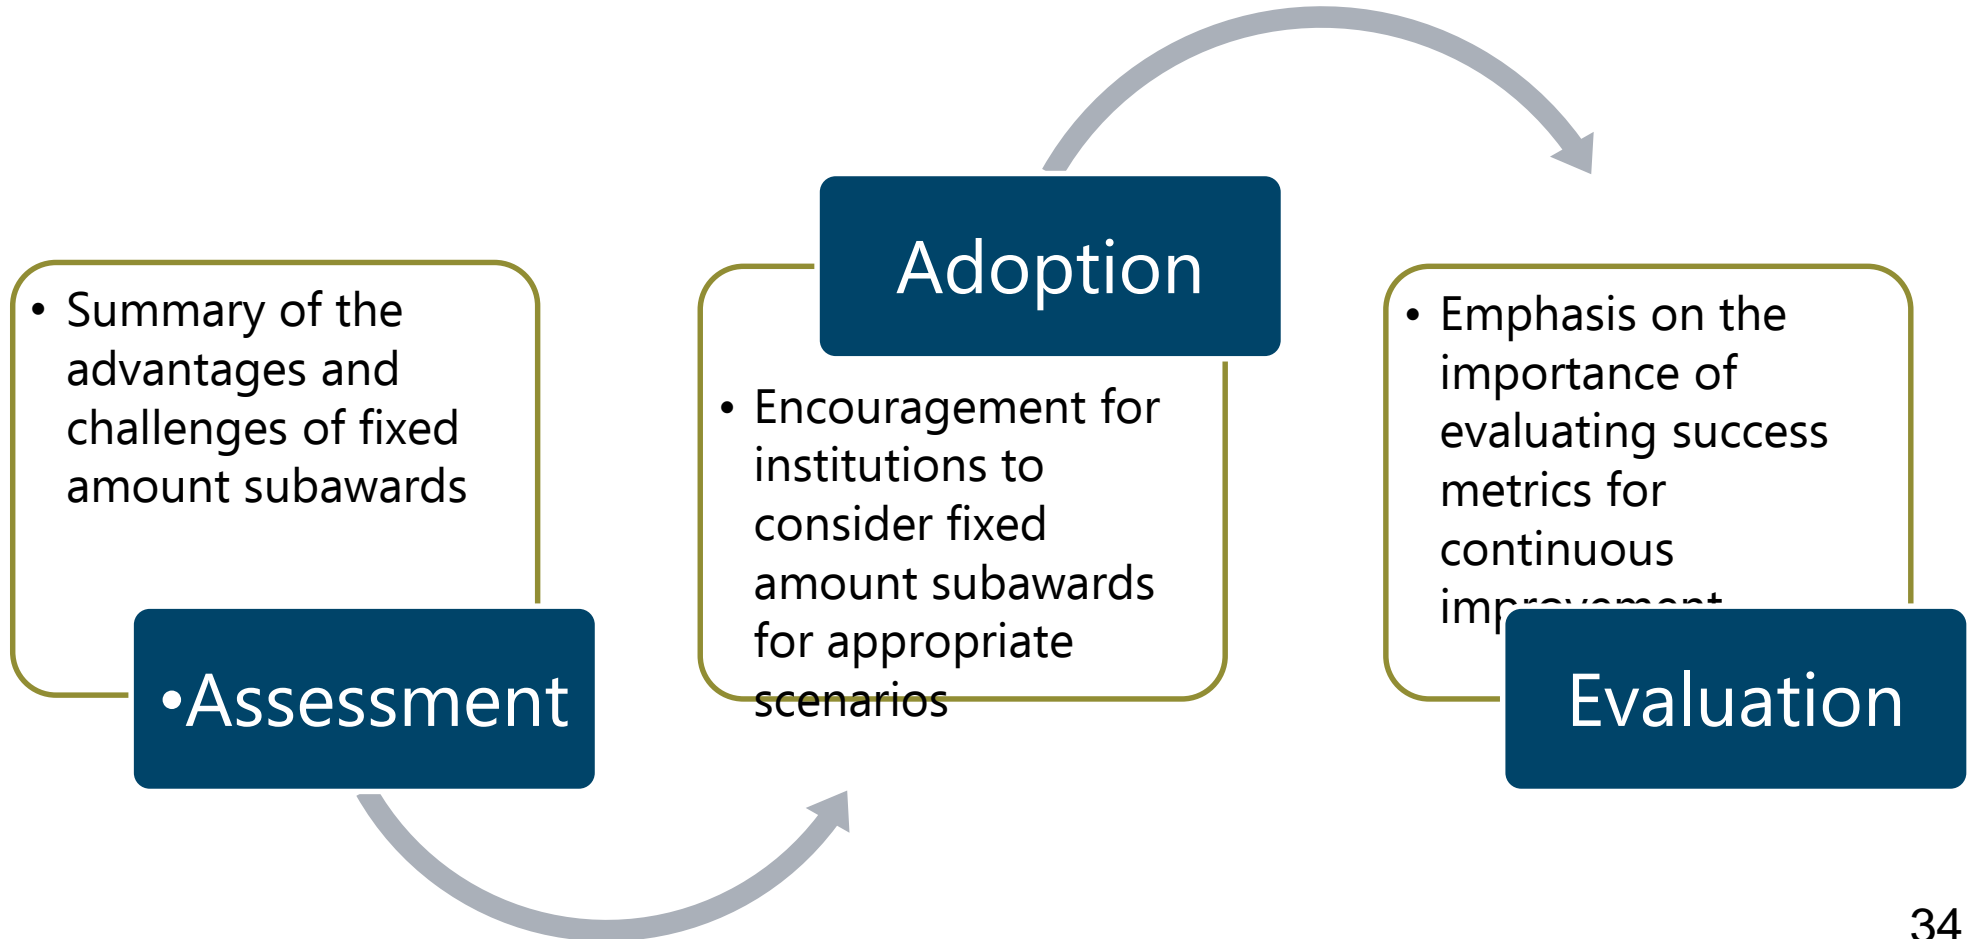 • Summary of the
advantages and
challenges of fixed
amount subawards
•Assessment
Adoption
• Encouragement for
institutions to
consider fixed
amount subawards
for appropriate
scenarios
• Emphasis on the
importance of
evaluating success
metrics for
continuous
improvement
Evaluation
34